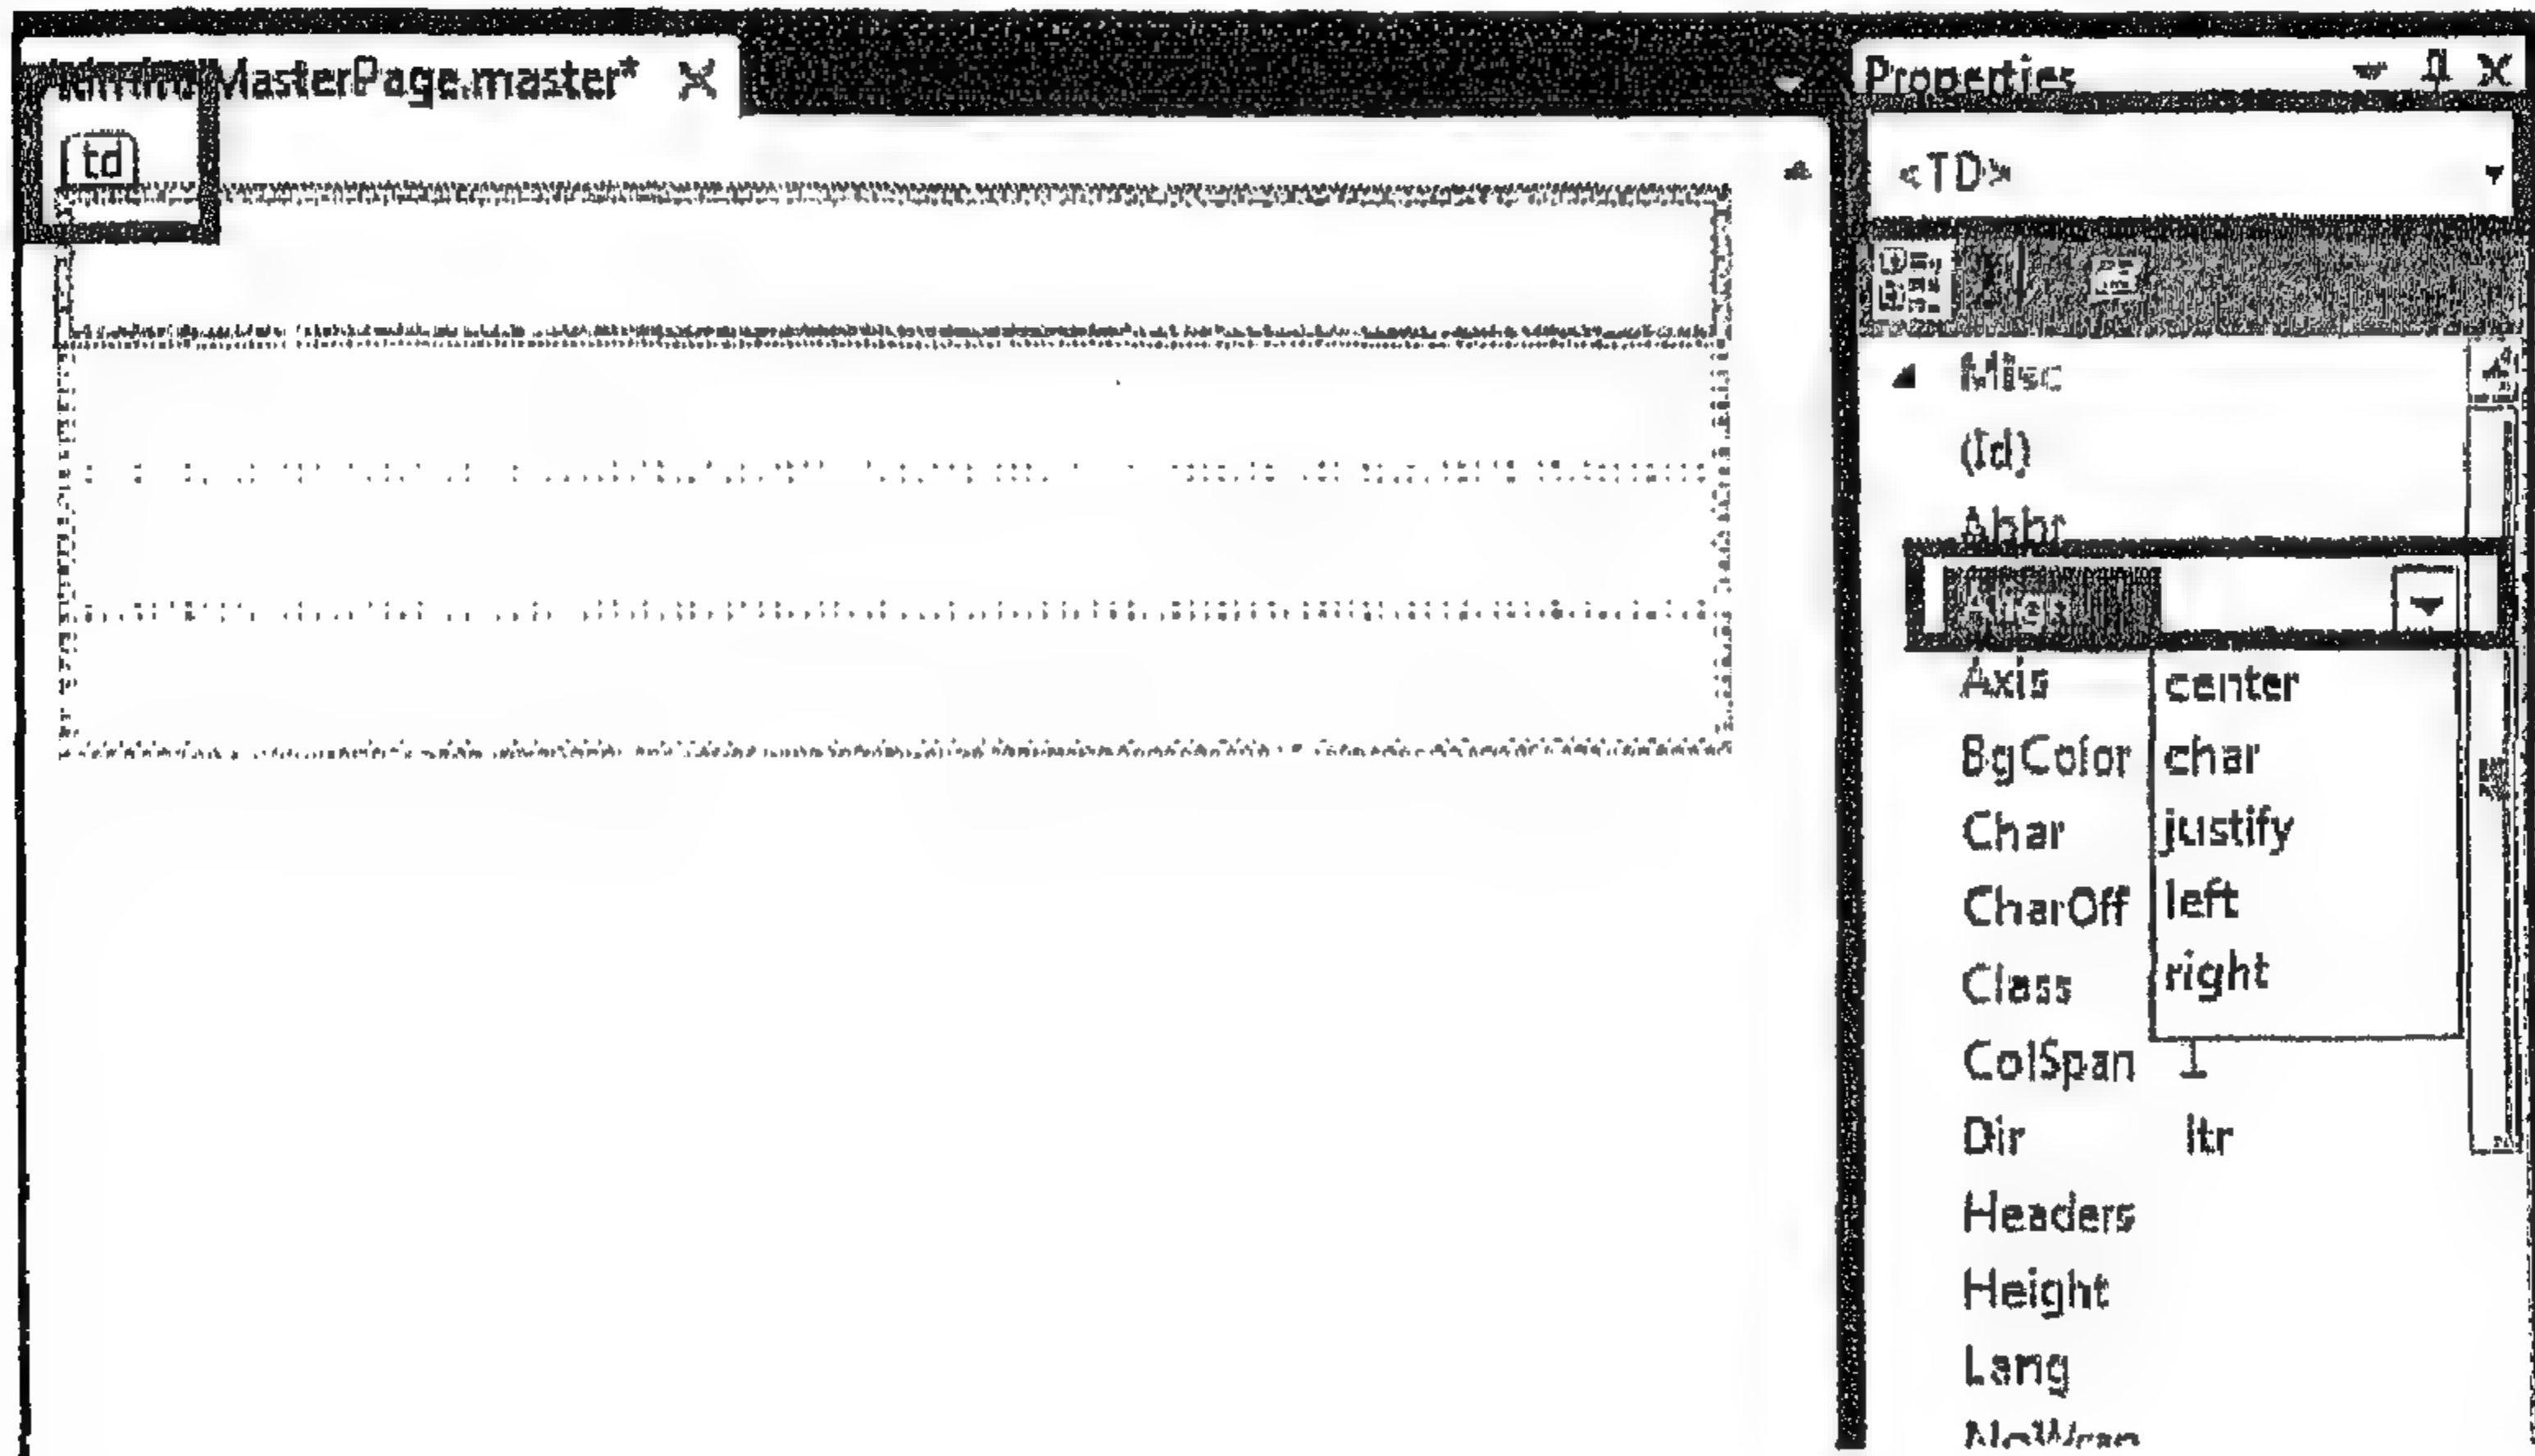 MasterPage.master*
td
Properties
<TD>
Misc
(Id)
Abbr
Align
Axis
center
BgColor
char
Char
justify
CharOff
left
Class
right
ColSpan 1
Dir ltr
Headers
Height
Lang
NoWrap